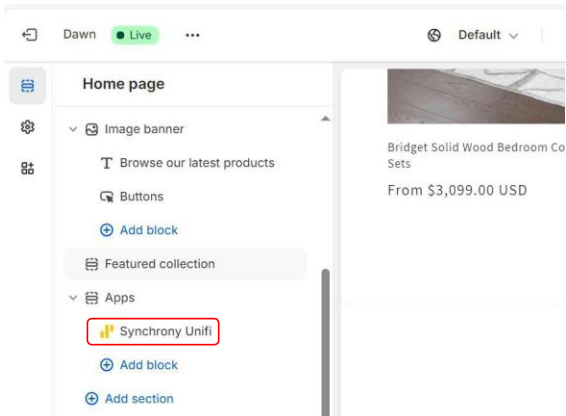 Dawn
Live
Default
Home page
Image banner
Browse our latest products
Buttons
Add block
Featured collection
Apps
Synchrony Unifi
Add block
Add section
Bridget Solid Wood Bedroom Co
Sets
From $3,099.00 USD